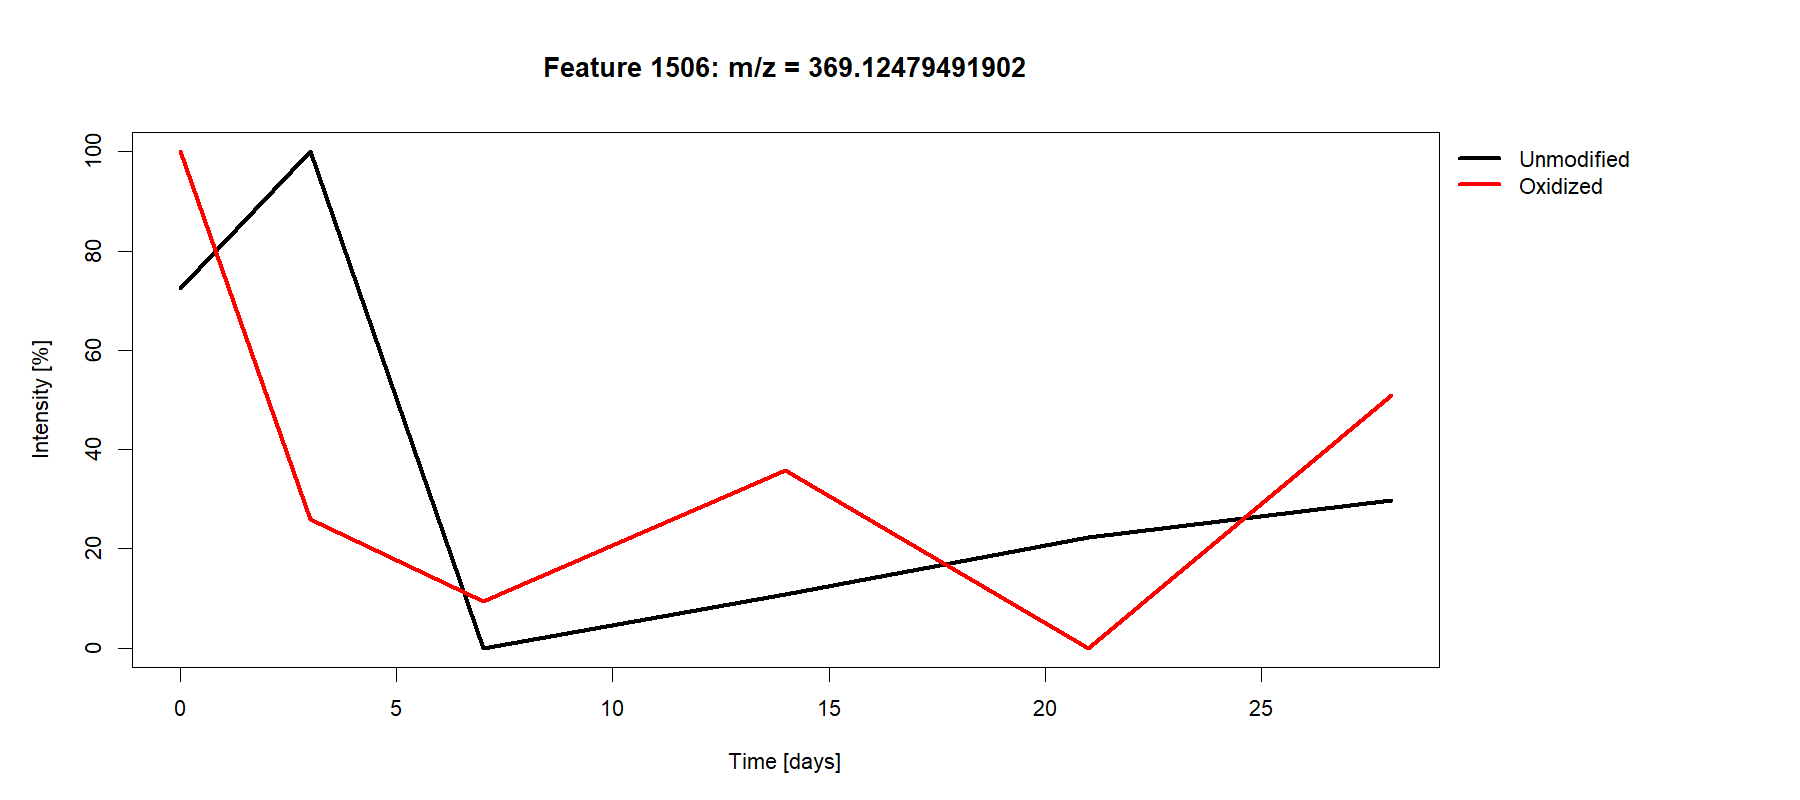 Feature 1506: m/z = 369.12479491902
Unmodified
Oxidized
Intensity [%]
100
80
60
40
20
0
0 5 10 15 20 25
Time [days]